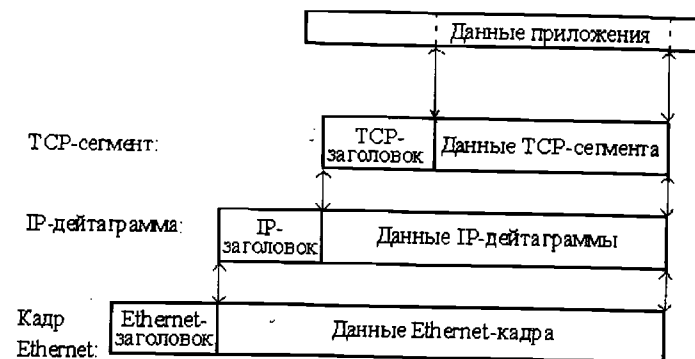 Данные приложения
TCP-сегмент:
TCP-
заголовок
Данные TCP-сегмента
IP-дейтаграмма:
IP-
заголовок
Данные IP-дейтаграммы
Кадр
Ethernet:
Ethernet-
заголовок
Данные Ethernet-кадра